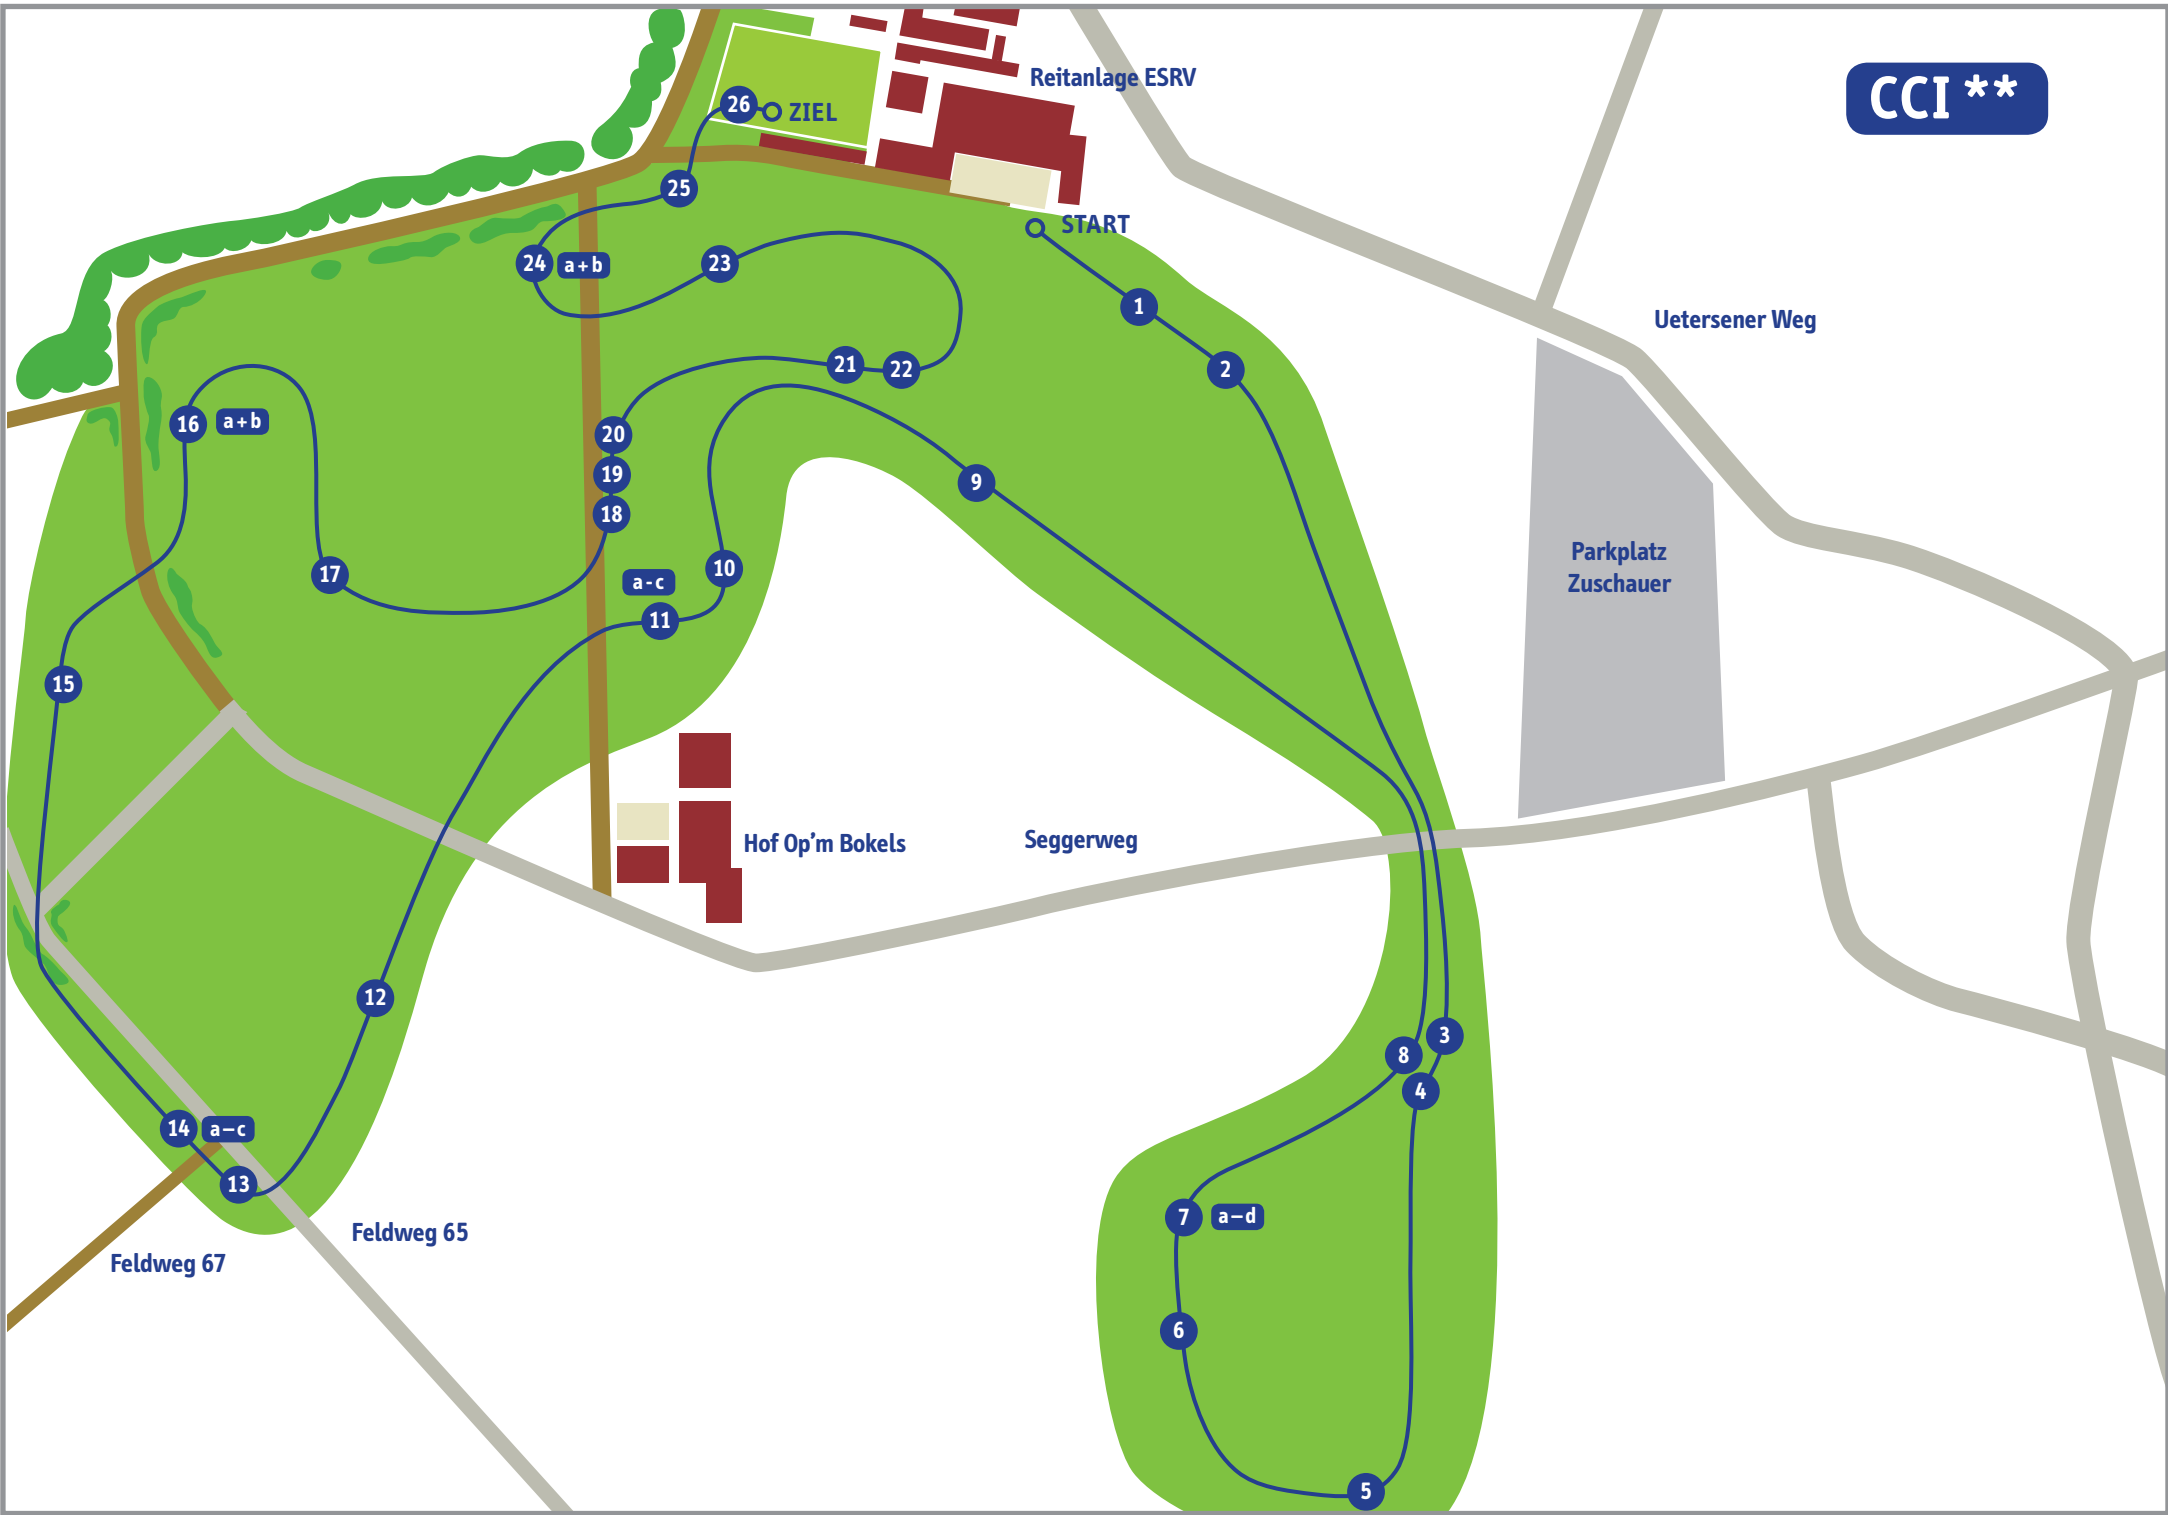 Reitanlage ESRV
CCI **
26
ZIEL
25
START
24
a+b
23
1
Uetersener Weg
21
22
2
16
a+b
20
19
9
18
Parkplatz
Zuschauer
17
10
a-c
11
15
Hof Op’m Bokels
Seggerweg
12
3
8
4
14
a–c
13
7
a–d
Feldweg 65
Feldweg 67
6
5